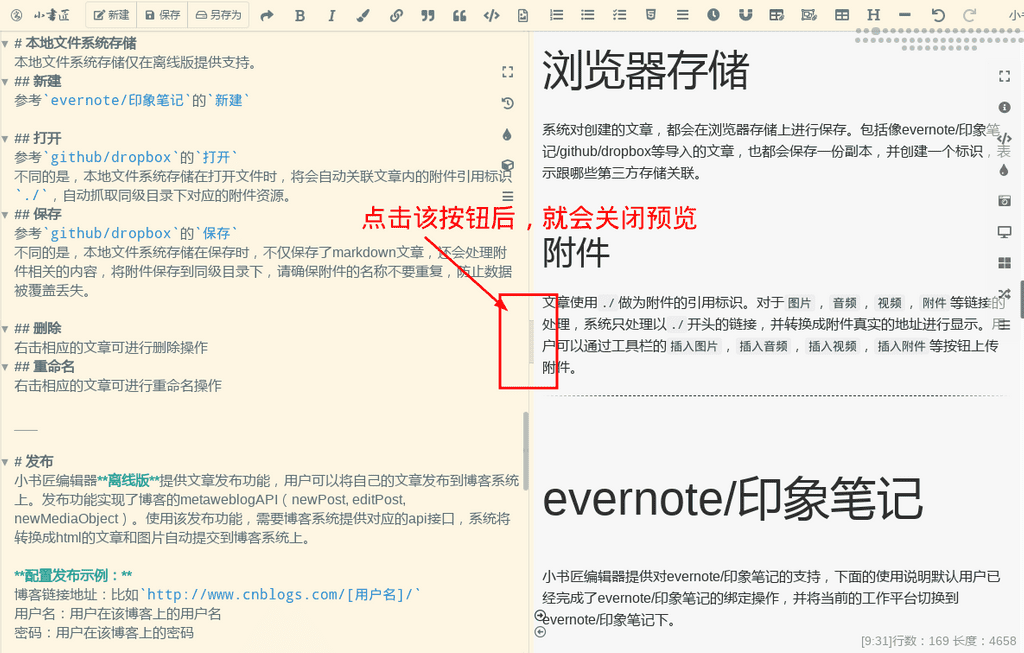 小书匠 新建 保存 另存为
# 本地文件系统存储
本地文件系统存储仅在离线版提供支持。
## 新建
参考`evernote/印象笔记`的`新建`
## 打开
参考`github/dropbox`的`打开`
不同的是，本地文件系统存储在打开文件时，将会自动关联文章内的附件引用标识
`./`，自动抓取同级目录下对应的附件资源。
## 保存
参考`github/dropbox`的`保存`
不同的是，本地文件系统存储在保存时，不仅保存了markdown文章，还会处理附
件相关的内容，将附件保存到同级目录下，请确保附件的名称不要重复，防止数据
被覆盖丢失。
## 删除
右击相应的文章可进行删除操作
## 重命名
右击相应的文章可进行重命名操作
# 发布
小书匠编辑器**离线版**提供文章发布功能，用户可以将自己的文章发布到博客系统
上。发布功能实现了博客的metaweblogAPI（newPost, editPost,
newMediaObject）。使用该发布功能，需要博客系统提供对应的api接口，系统将
转换成html的文章和图片自动提交到博客系统上。
**配置发布示例：**
博客链接地址：比如`http://www.cnblogs.com/[用户名]/`
用户名：用户在该博客上的用户名
密码：用户在该博客上的密码
点击该按钮后，就会关闭预览
浏览器存储
系统对创建的文章，都会在浏览器存储上进行保存。包括像evernote/印象笔
记/github/dropbox等导入的文章，也都会保存一份副本，并创建一个标识，表
示跟哪些第三方存储关联。
附件
文章使用 ./ 做为附件的引用标识。对于 图片 ，音频 ，视频 ，附件 等链接的
处理，系统只处理以 ./ 开头的链接，并转换成附件真实的地址进行显示。用
户可以通过工具栏的 插入图片 ，插入音频 ，插入视频 ，插入附件 等按钮上传
附件。
evernote/印象笔记
小书匠编辑器提供对evernote/印象笔记的支持，下面的使用说明默认用户已
经完成了evernote/印象笔记的绑定操作，并将当前的工作平台切换到
evernote/印象笔记下。
[9:31]行数：169 长度：4658